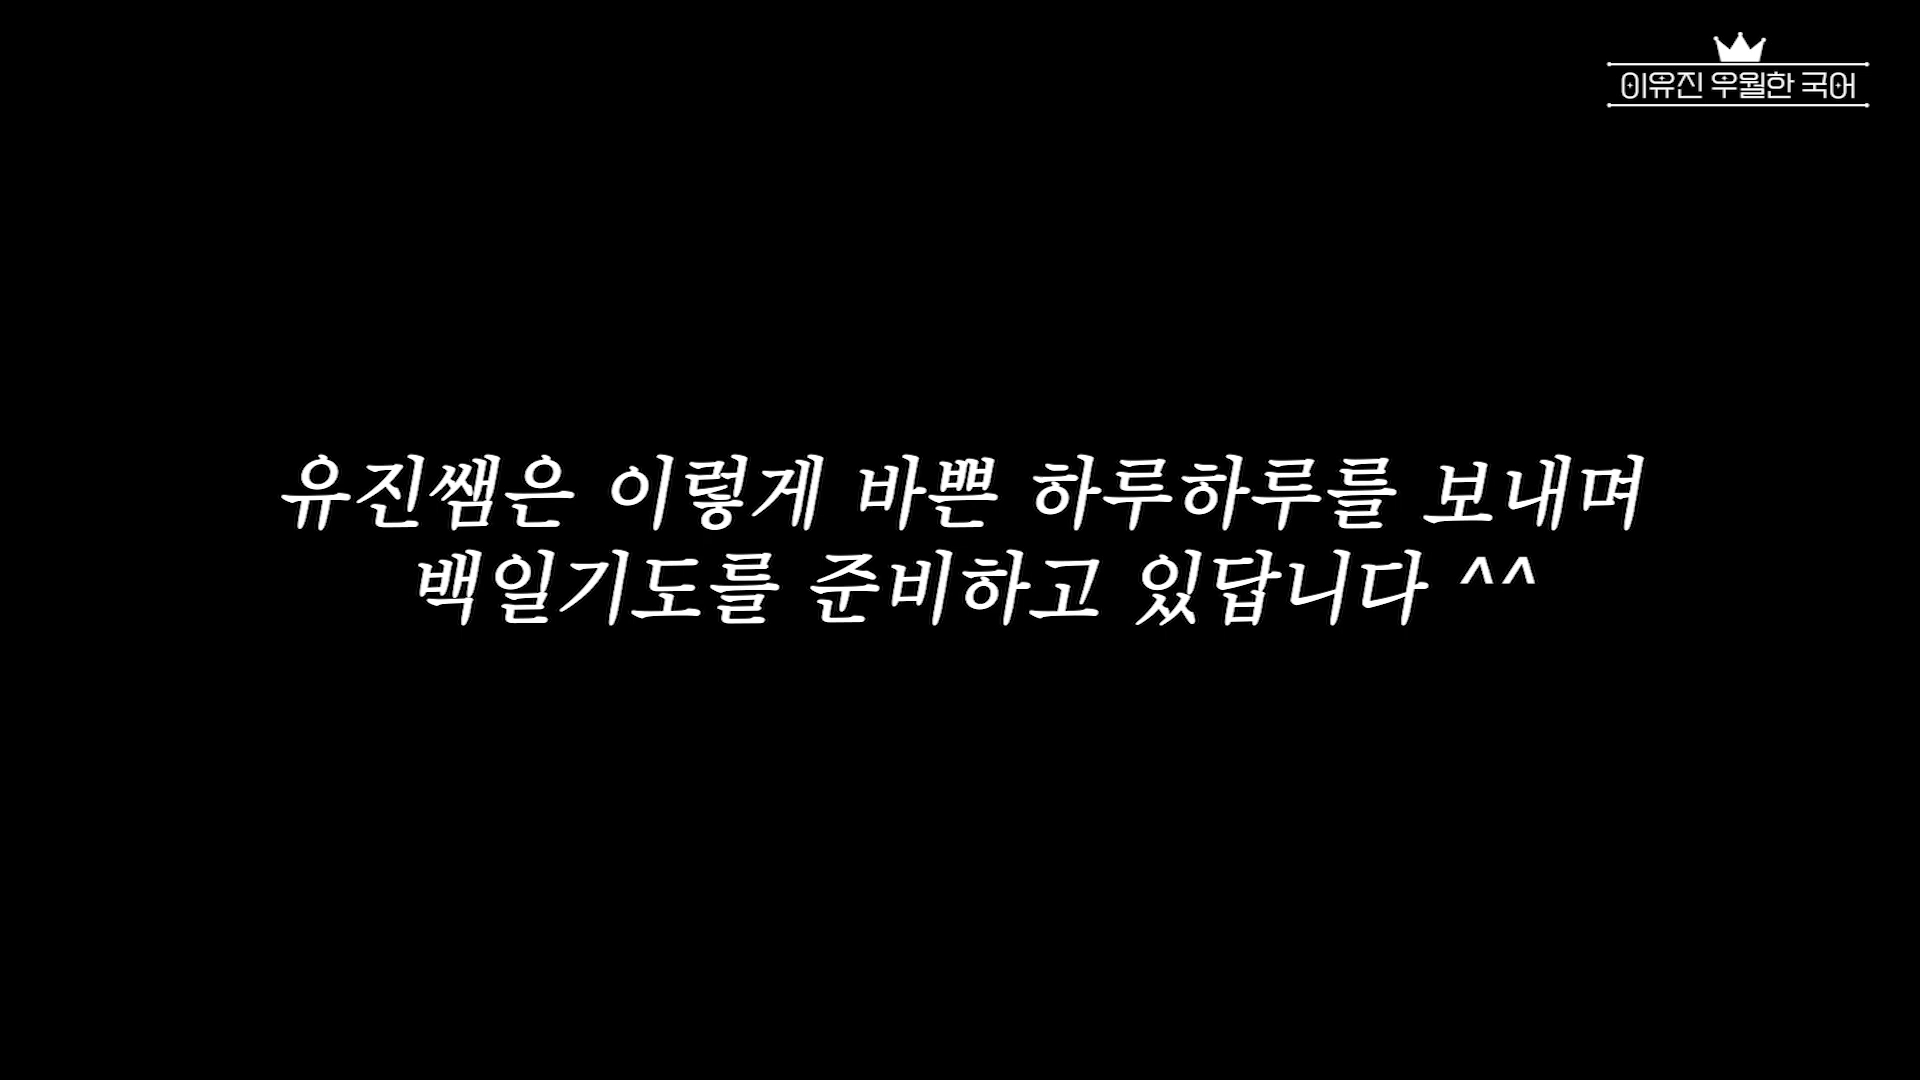 이유진 우월한 국어
유진쌤은 이렇게 바쁜 하루하루를 보내며
백일기도를 준비하고 있답니다 ^^